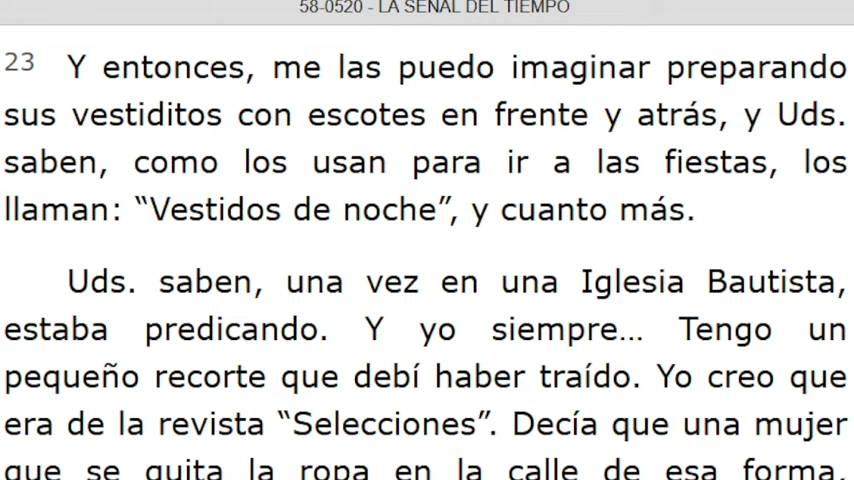 58-0520 - LA SEÑAL DEL TIEMPO
23 Y entonces, me las puedo imaginar preparando
sus vestiditos con escotes en frente y atrás, y Uds.
saben, como los usan para ir a las fiestas, los
llaman: “Vestidos de noche”, y cuanto más.
Uds. saben, una vez en una Iglesia Bautista,
estaba predicando. Y yo siempre… Tengo un
pequeño recorte que debí haber traído. Yo creo que
era de la revista “Selecciones”. Decía que una mujer
que se quita la ropa en la calle de esa forma,